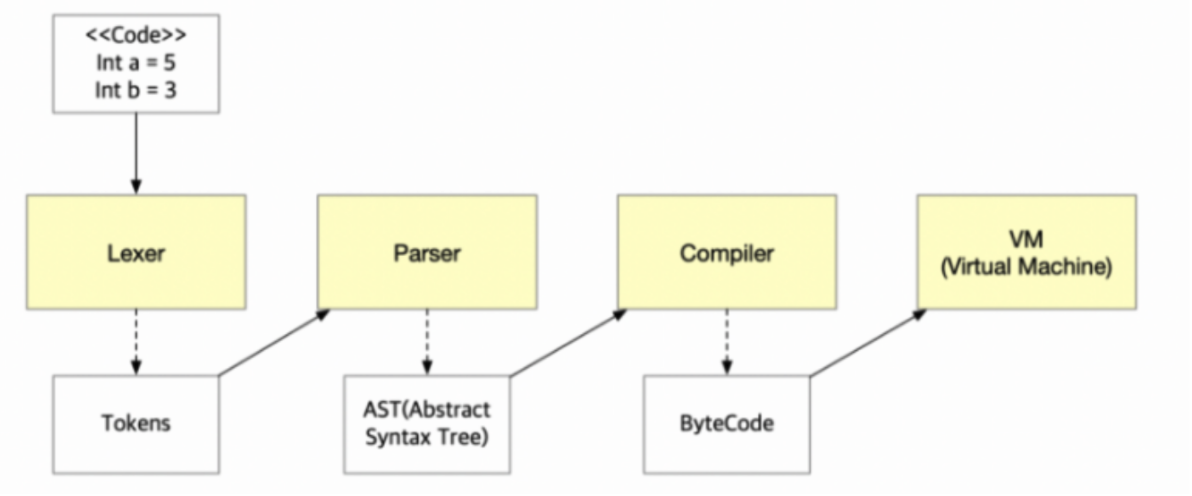 <<Code>>
Int a = 5
Int b = 3
Lexer
Parser
Compiler
VM
(Virtual Machine)
Tokens
AST(Abstract
Syntax Tree)
ByteCode